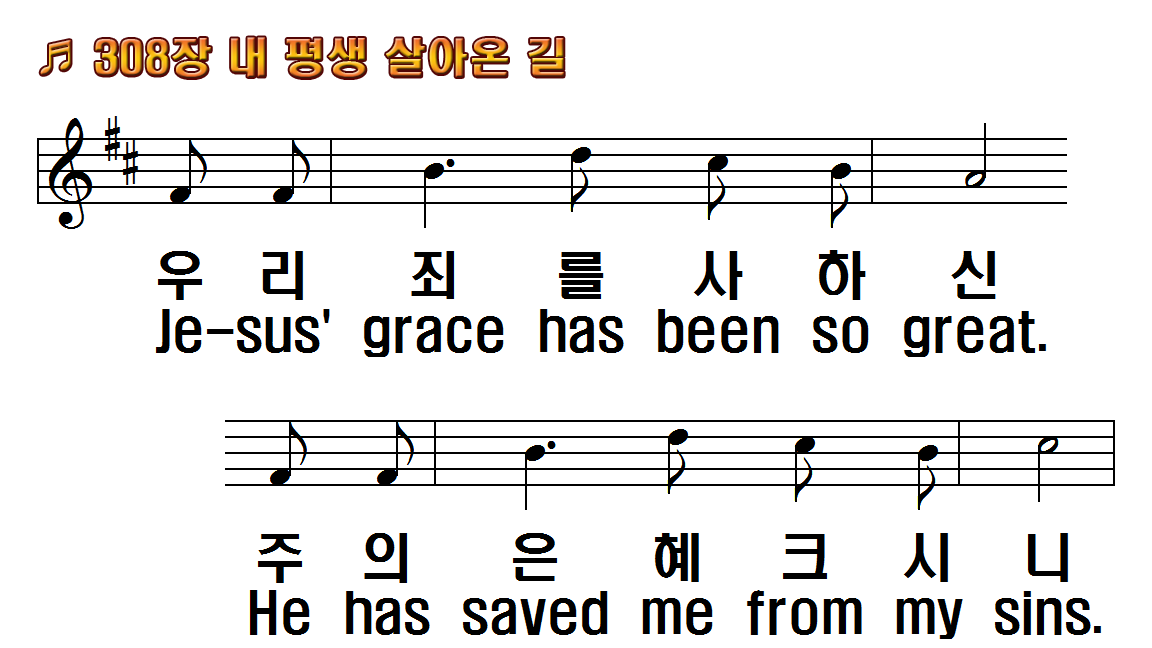 308장 내 평생 살아온 길
우 리 죄 를 사 하 신
Je-sus' grace has been so great.
주 의 은 혜 크 시 니
He has saved me from my sins.